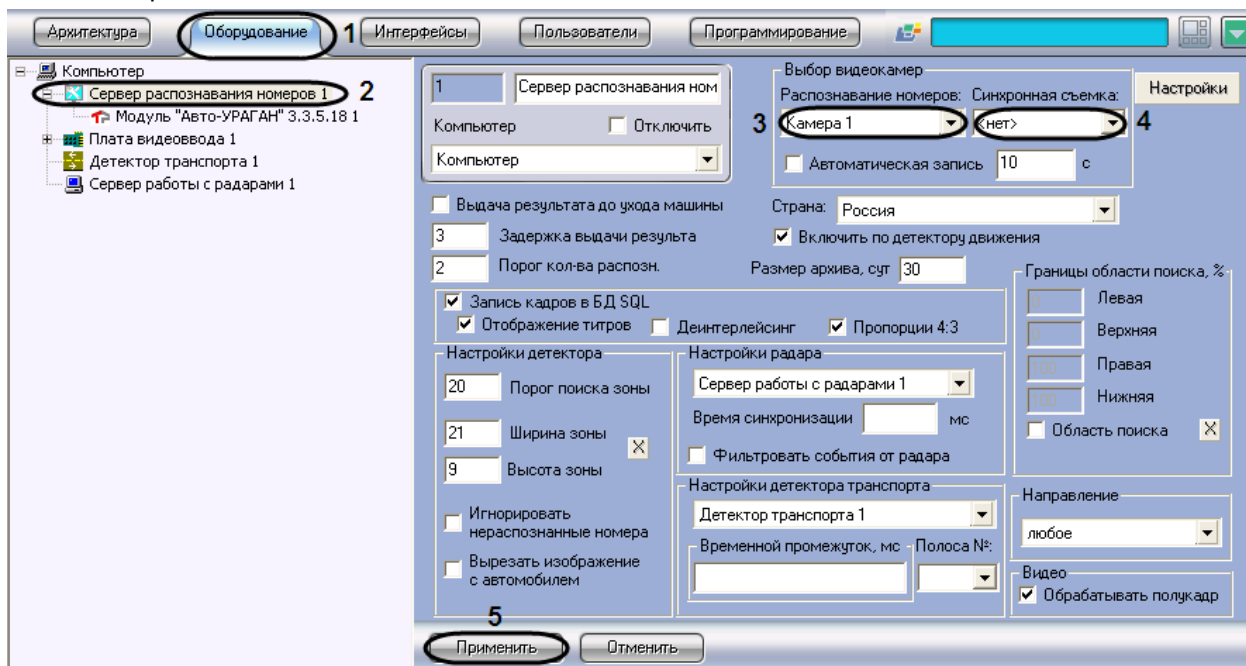 Архитектура Оборудование 1 Интерфейсы Пользователи Программирование
Компьютер
Сервер распознавания номеров 1 2
Модуль "Авто-УРАГАН" 3.3.5.18 1
Плата видеоввода 1
Детектор транспорта 1
Сервер работы с радарами 1
1 Сервер распознавания ном
Компьютер Отключить
Компьютер
Выбор видеокамер
Распознавание номеров: Синхронная съемка:
3 Камера 1 <нет> 4
Автоматическая запись 10 с
Настройки
Выдача результата до ухода машины
Страна: Россия
3 Задержка выдачи результа
Включить по детектору движения
2 Порог кол-ва распозн.
Размер архива, сут 30
Запись кадров в БД SQL
Отображение титров Деинтерлейсинг Пропорции 4:3
Границы области поиска, %
0 Левая
0 Верхняя
100 Правая
100 Нижняя
Область поиска X
Настройки детектора
20 Порог поиска зоны
21 Ширина зоны
X
9 Высота зоны
Игнорировать
нераспознанные номера
Вырезать изображение
с автомобилем
Настройки радара
Сервер работы с радарами 1
Время синхронизации мс
Фильтровать события от радара
Настройки детектора транспорта
Детектор транспорта 1
Временной промежуток, мс Полоса №:
Направление
любое
Видео
Обрабатывать полукадр
5
Применить Отменить